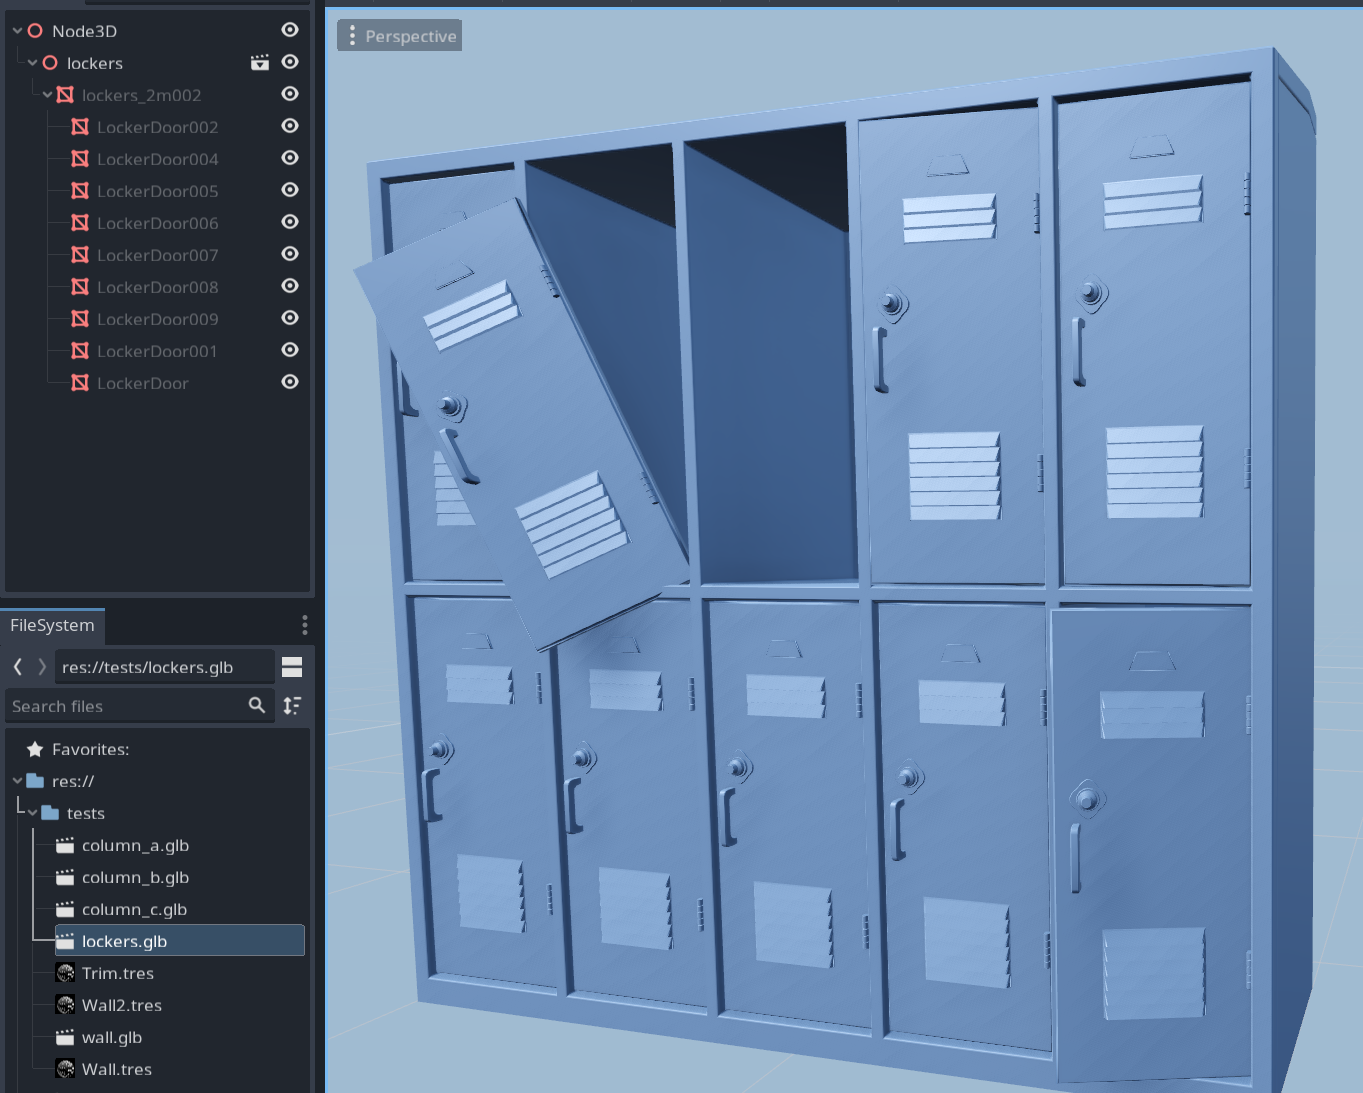 Node3D
lockers
lockers_2m002
LockerDoor002
LockerDoor004
LockerDoor005
LockerDoor006
LockerDoor007
LockerDoor008
LockerDoor009
LockerDoor001
LockerDoor
Perspective
FileSystem
res://tests/lockers.glb
Search files
Favorites:
res://
tests
column_a.glb
column_b.glb
column_c.glb
lockers.glb
Trim.tres
Wall2.tres
wall.glb
Wall.tres